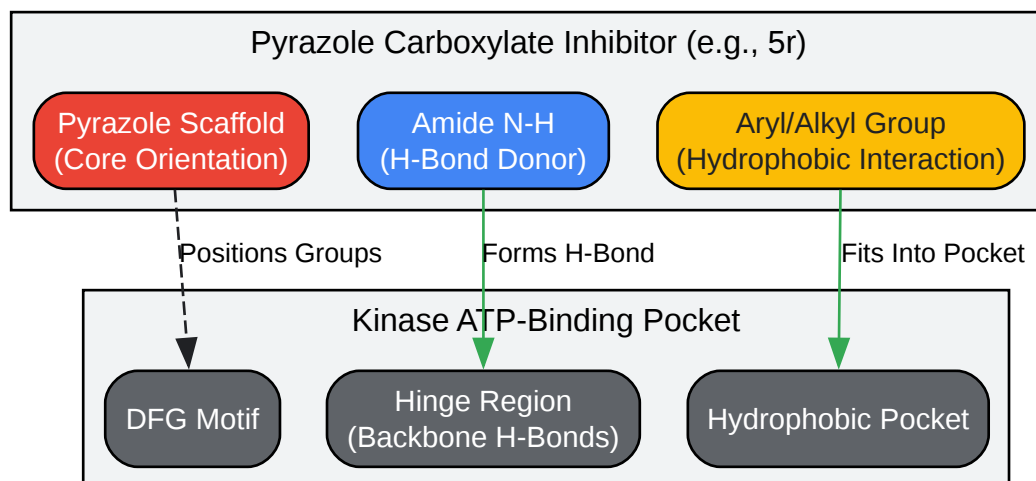 Pyrazole Carboxylate Inhibitor (e.g., 5r)
Pyrazole Scaffold
(Core Orientation)
Amide N-H
(H-Bond Donor)
Aryl/Alkyl Group
(Hydrophobic Interaction)
Positions Groups
Forms H-Bond
Fits Into Pocket
Kinase ATP-Binding Pocket
DFG Motif
Hinge Region
(Backbone H-Bonds)
Hydrophobic Pocket